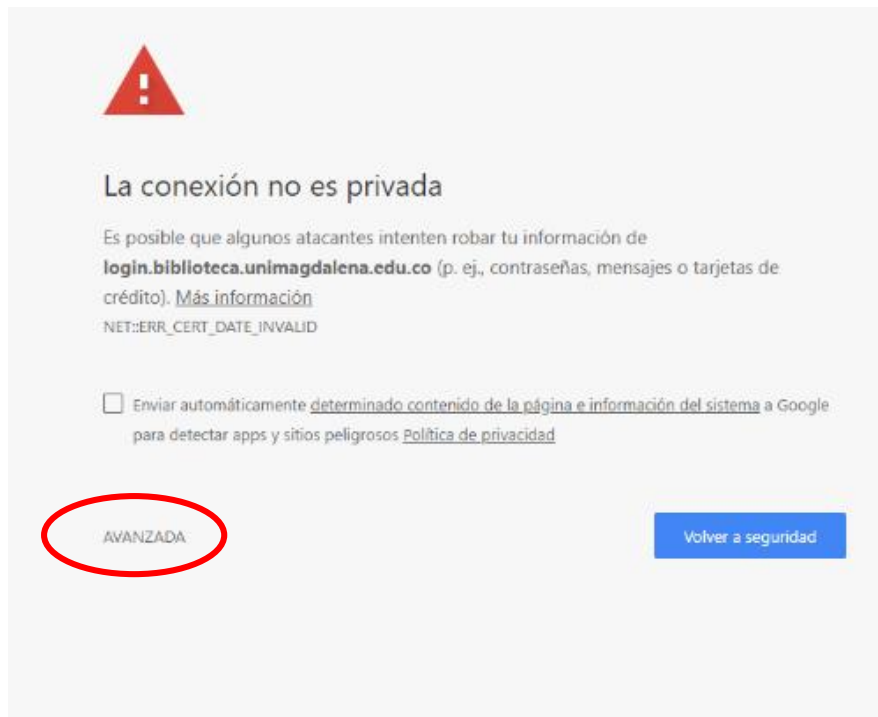 La conexión no es privada
Es posible que algunos atacantes intenten robar tu información de
login.biblioteca.unimagdalena.edu.co (p. ej., contraseñas, mensajes o tarjetas de
crédito). Más información
NET::ERR_CERT_DATE_INVALID
Enviar automáticamente determinado contenido de la página e información del sistema a Google
para detectar apps y sitios peligrosos Política de privacidad
AVANZADA
Volver a seguridad